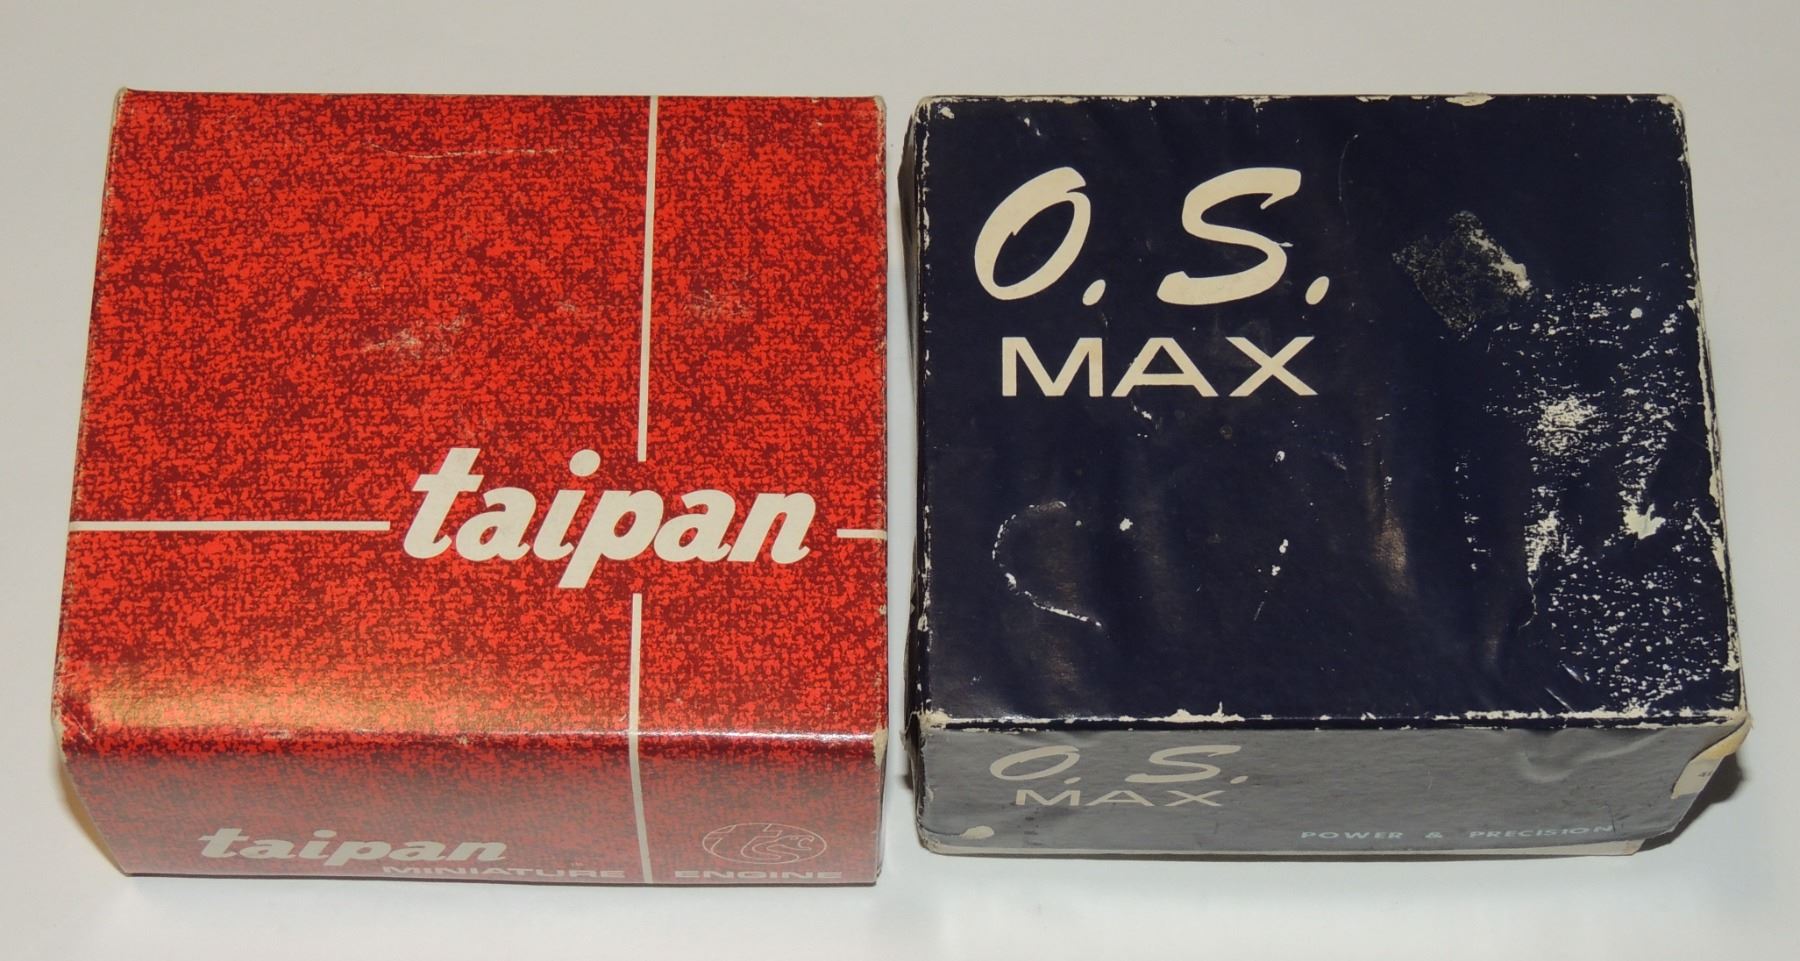 taipan
taipan
MINIATURE ENGINE
O. S.
MAX
O. S.
MAX
POWER & PRECISION